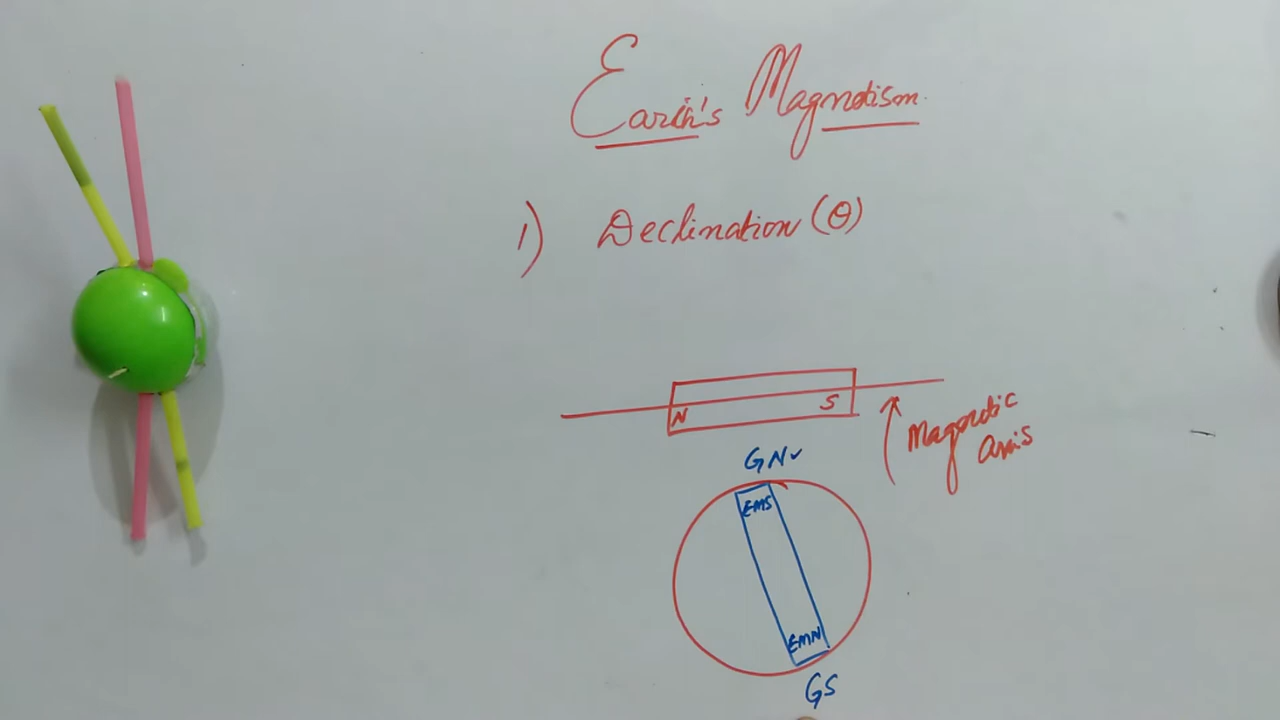 Earth's Magnetism.
1) Declination (θ)
N S
Magnetic
axis
GN
EMS
EMN
GS